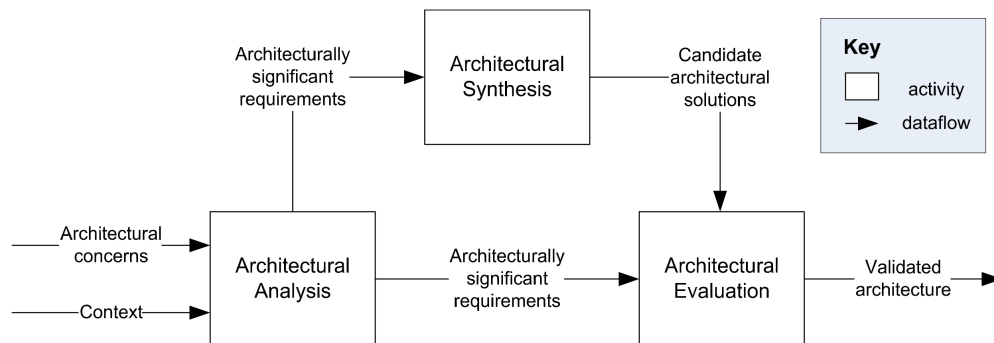 Architecturally
significant
requirements
Architectural
Synthesis
Candidate
architectural
solutions
Key
activity
dataflow
Architectural
concerns
Context
Architectural
Analysis
Architecturally
significant
requirements
Architectural
Evaluation
Validated
architecture